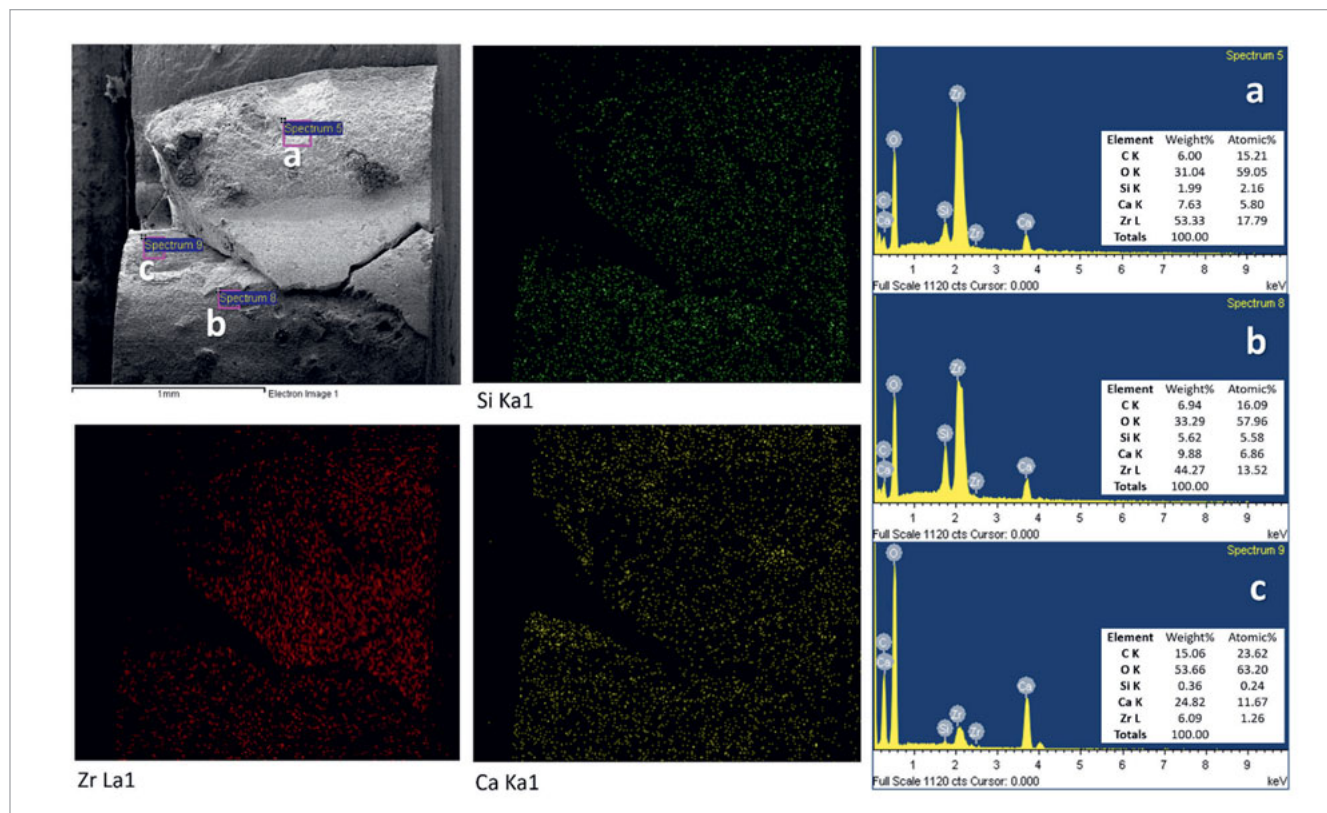 Spectrum 5
a
Spectrum 9
c
Spectrum 8
b
1mm Electron Image 1
Si Ka1
Zr La1
Ca Ka1
Spectrum 5
a
Zr
O
C
Ca
Si
Zr
Ca
Element Weight% Atomic%
C K 6.00 15.21
O K 31.04 59.05
Si K 1.99 2.16
Ca K 7.63 5.80
Zr L 53.33 17.79
Totals 100.00
1 2 3 4 5 6 7 8 9
Full Scale 1120 cts Cursor: 0.000 keV
Spectrum 8
b
Zr
O
Si
C
Ca
Zr
Ca
Element Weight% Atomic%
C K 6.94 16.09
O K 33.29 57.96
Si K 5.62 5.58
Ca K 9.88 6.86
Zr L 44.27 13.52
Totals 100.00
1 2 3 4 5 6 7 8 9
Full Scale 1120 cts Cursor: 0.000 keV
Spectrum 9
c
O
C
Ca
Si
Zr
Zr
Ca
Element Weight% Atomic%
C K 15.06 23.62
O K 53.66 63.20
Si K 0.36 0.24
Ca K 24.82 11.67
Zr L 6.09 1.26
Totals 100.00
1 2 3 4 5 6 7 8 9
Full Scale 1120 cts Cursor: 0.000 keV